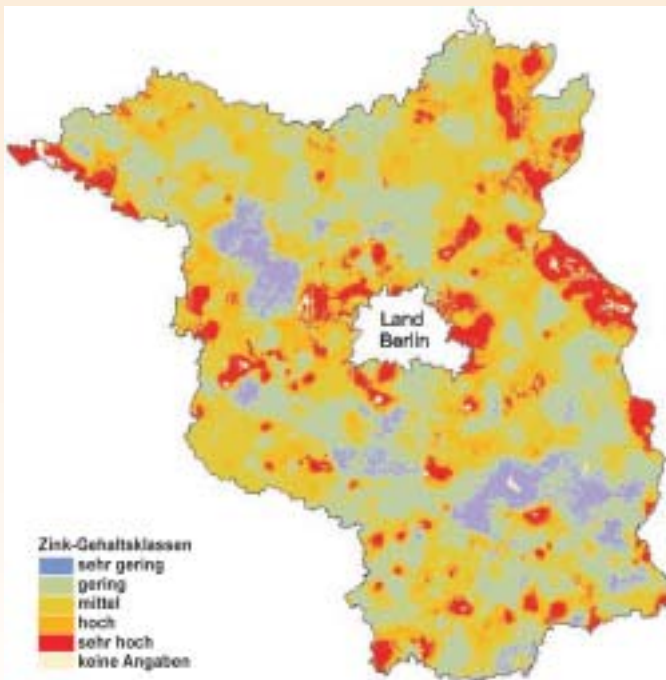 Land
Berlin
Zink-Gehaltsklassen
sehr gering
gering
mittel
hoch
sehr hoch
keine Angaben